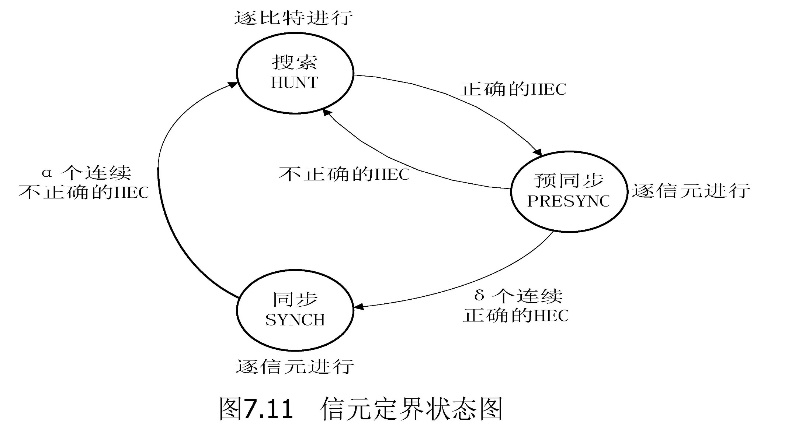 逐比特进行
搜索
HUNT
正确的HEC
不正确的HEC
α个连续
不正确的HEC
预同步
PRESYNC
逐信元进行
δ个连续
正确的HEC
同步
SYNCH
逐信元进行
图7.11 信元定界状态图